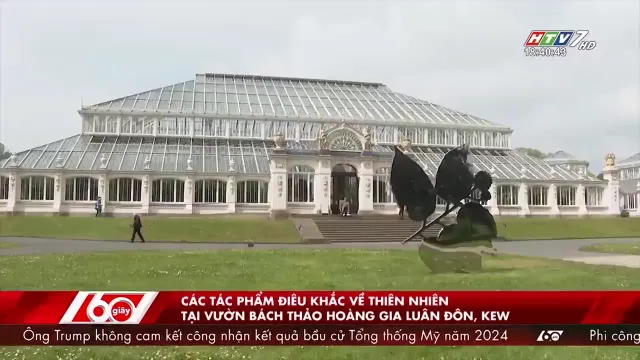 HTV7 HD
18:40:43
60 giây
CÁC TÁC PHẨM ĐIÊU KHẮC VỀ THIÊN NHIÊN
TẠI VƯỜN BÁCH THẢO HOÀNG GIA LUÂN ĐÔN, KEW
Ông Trump không cam kết công nhận kết quả bầu cử Tổng thống Mỹ năm 2024 60 Phi công